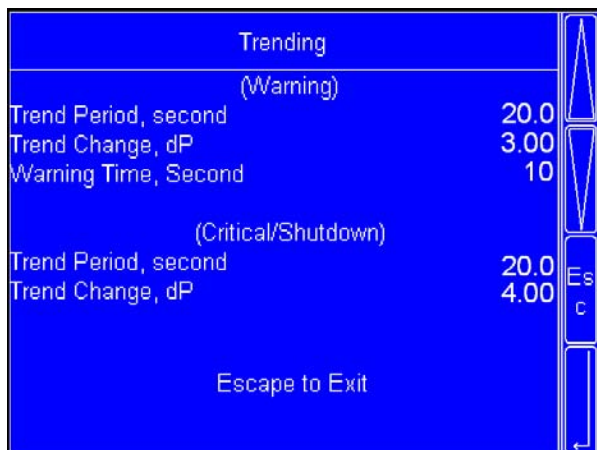 Trending
(Warning)
Trend Period, second 20.0
Trend Change, dP 3.00
Warning Time, Second 10
(Critical/Shutdown)
Trend Period, second 20.0
Trend Change, dP 4.00
Es
c
Escape to Exit